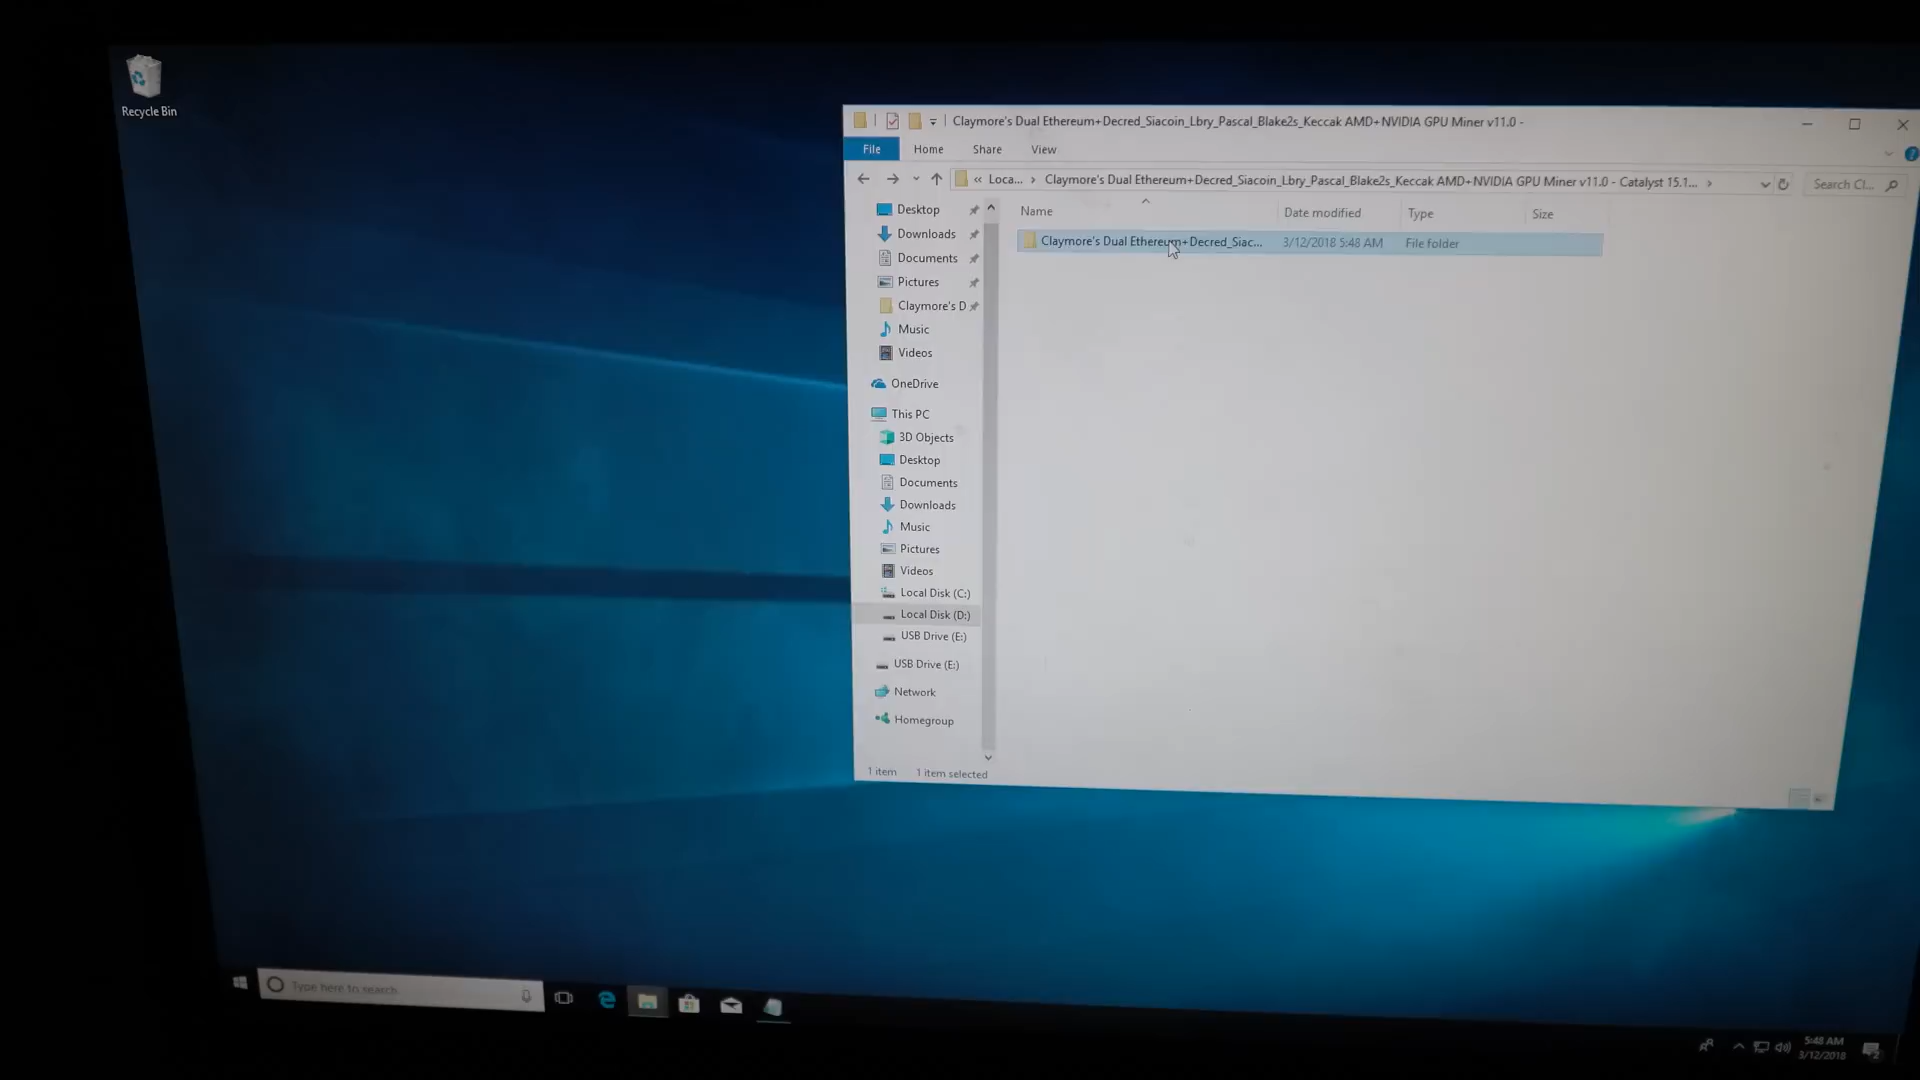 Recycle Bin
Claymore's Dual Ethereum+Decred_Siacoin_Lbry_Pascal_Blake2s_Keccak AMD+NVIDIA GPU Miner v11.0 -
File Home Share View
« Loca... › Claymore's Dual Ethereum+Decred_Siacoin_Lbry_Pascal_Blake2s_Keccak AMD+NVIDIA GPU Miner v11.0 - Catalyst 15.1... › Search Cl...
Name Date modified Type Size
Claymore's Dual Ethereum+Decred_Siac... 3/12/2018 5:48 AM File folder
Desktop
Downloads
Documents
Pictures
Claymore's D
Music
Videos
OneDrive
This PC
3D Objects
Desktop
Documents
Downloads
Music
Pictures
Videos
Local Disk (C:)
Local Disk (D:)
USB Drive (E:)
USB Drive (E:)
Network
Homegroup
1 item 1 item selected
Type here to search
5:48 AM
3/12/2018